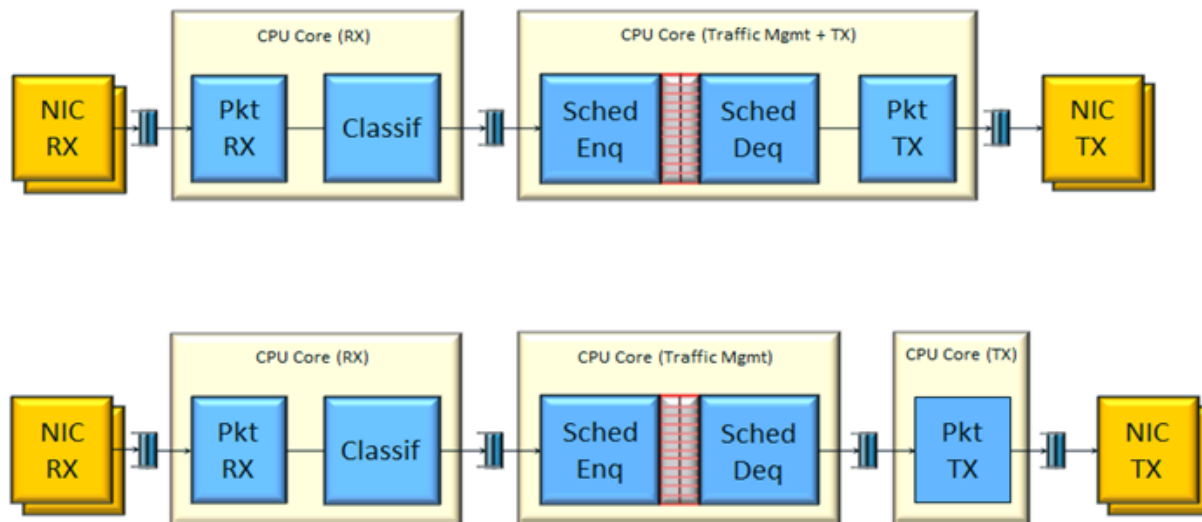 CPU Core (RX)
CPU Core (Traffic Mgmt + TX)
NIC
RX
Pkt
RX
Classif
Sched
Enq
Sched
Deq
Pkt
TX
NIC
TX
CPU Core (RX)
CPU Core (Traffic Mgmt)
CPU Core (TX)
NIC
RX
Pkt
RX
Classif
Sched
Enq
Sched
Deq
Pkt
TX
NIC
TX